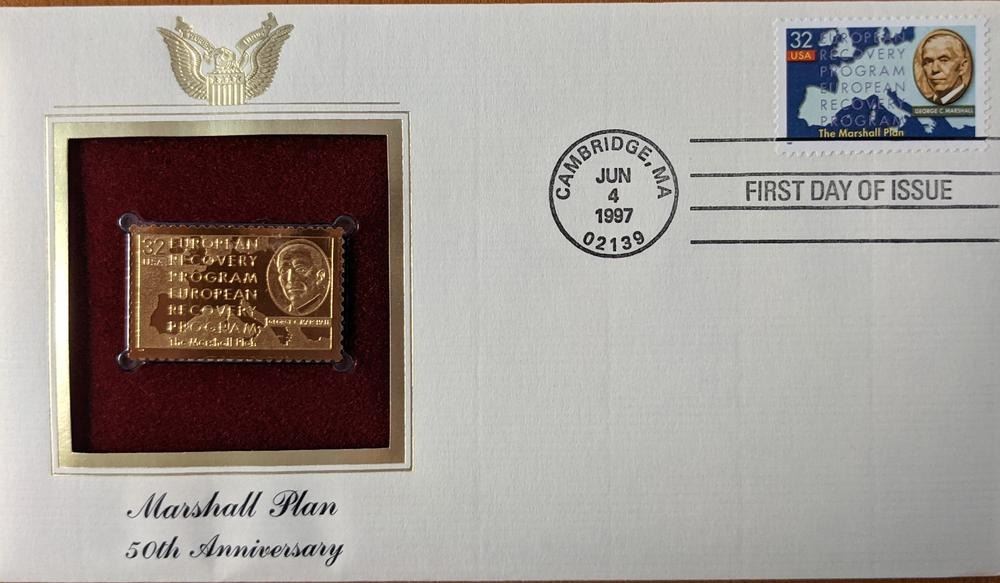 32
USA
EUROPEAN
RECOVERY
PROGRAM
EUROPEAN
RECOVERY
PROGRAM
GEORGE C. MARSHALL
The Marshall Plan
CAMBRIDGE, MA
JUN
4
1997
02139
FIRST DAY OF ISSUE
32
USA
EUROPEAN
RECOVERY
PROGRAM
EUROPEAN
RECOVERY
PROGRAM
GEORGE C. MARSHALL
The Marshall Plan
Marshall Plan
50th Anniversary